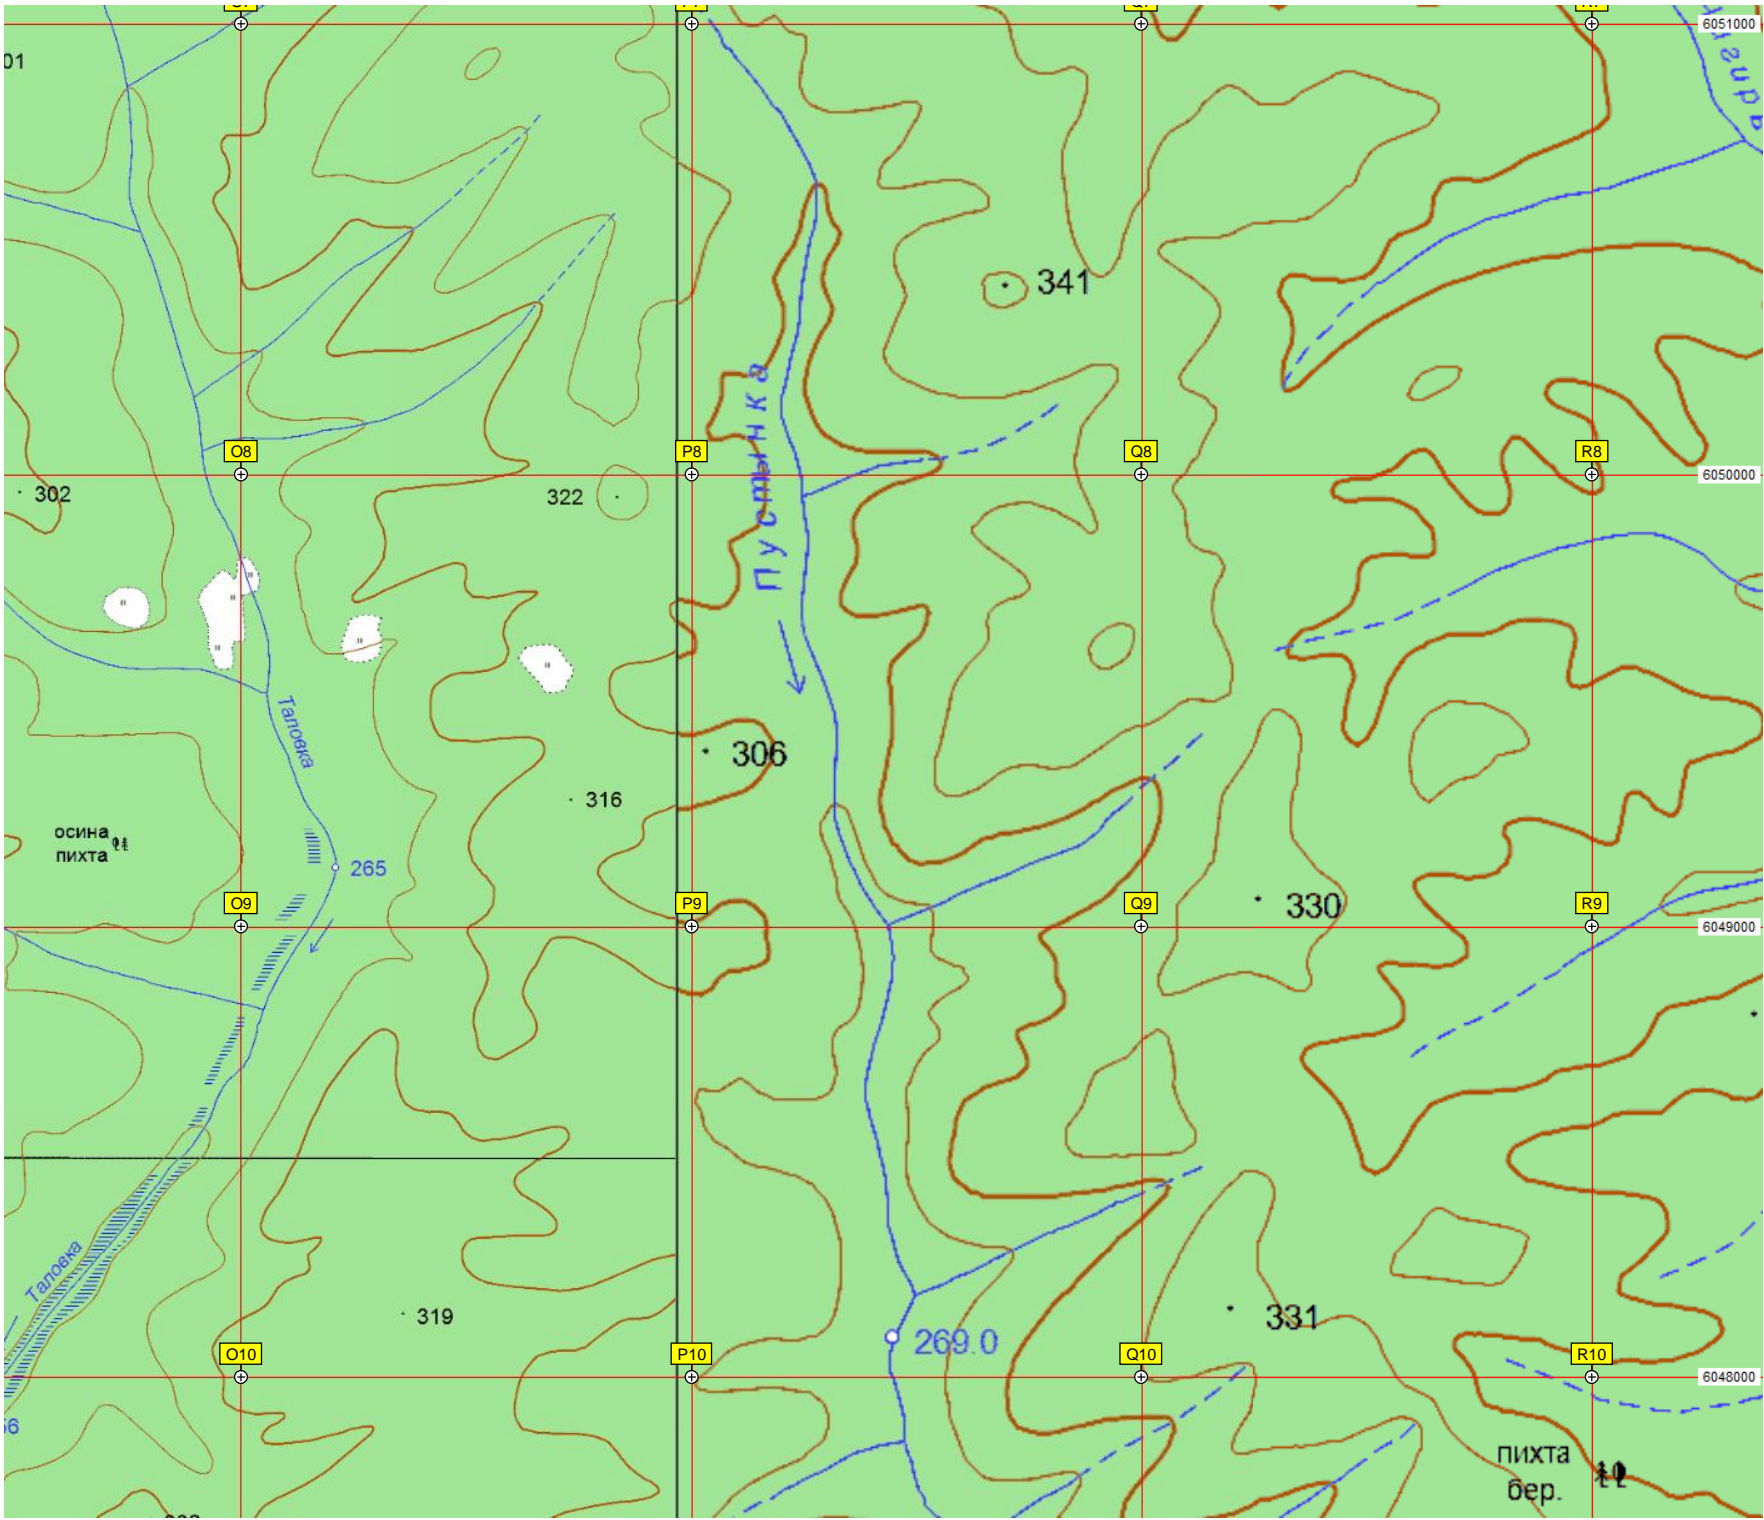 6051000
01
341
Пустынка
O8
P8
Q8
R8
6050000
302
322
Таловка
306
316
осина
пихта
265
330
O9
P9
Q9
R9
6049000
Таловка
319
331
269.0
O10
P10
Q10
R10
6048000
пихта
бер.